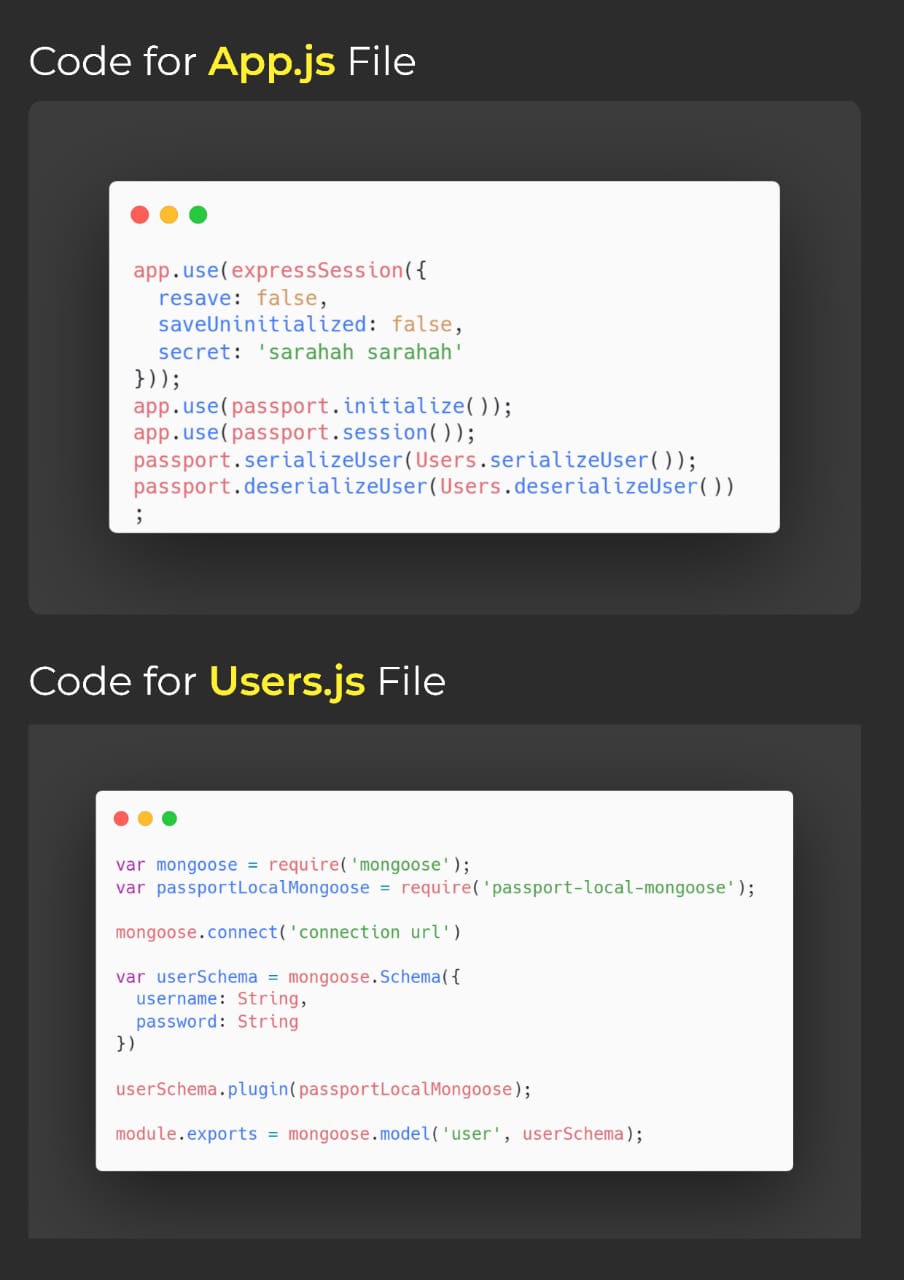 Code for App.js File
app.use(expressSession({
  resave: false,
  saveUninitialized: false,
  secret: 'sarahah sarahah'
}));
app.use(passport.initialize());
app.use(passport.session());
passport.serializeUser(Users.serializeUser());
passport.deserializeUser(Users.deserializeUser())
;
Code for Users.js File
var mongoose = require('mongoose');
var passportLocalMongoose = require('passport-local-mongoose');
mongoose.connect('connection url')
var userSchema = mongoose.Schema({
  username: String,
  password: String
})
userSchema.plugin(passportLocalMongoose);
module.exports = mongoose.model('user', userSchema);